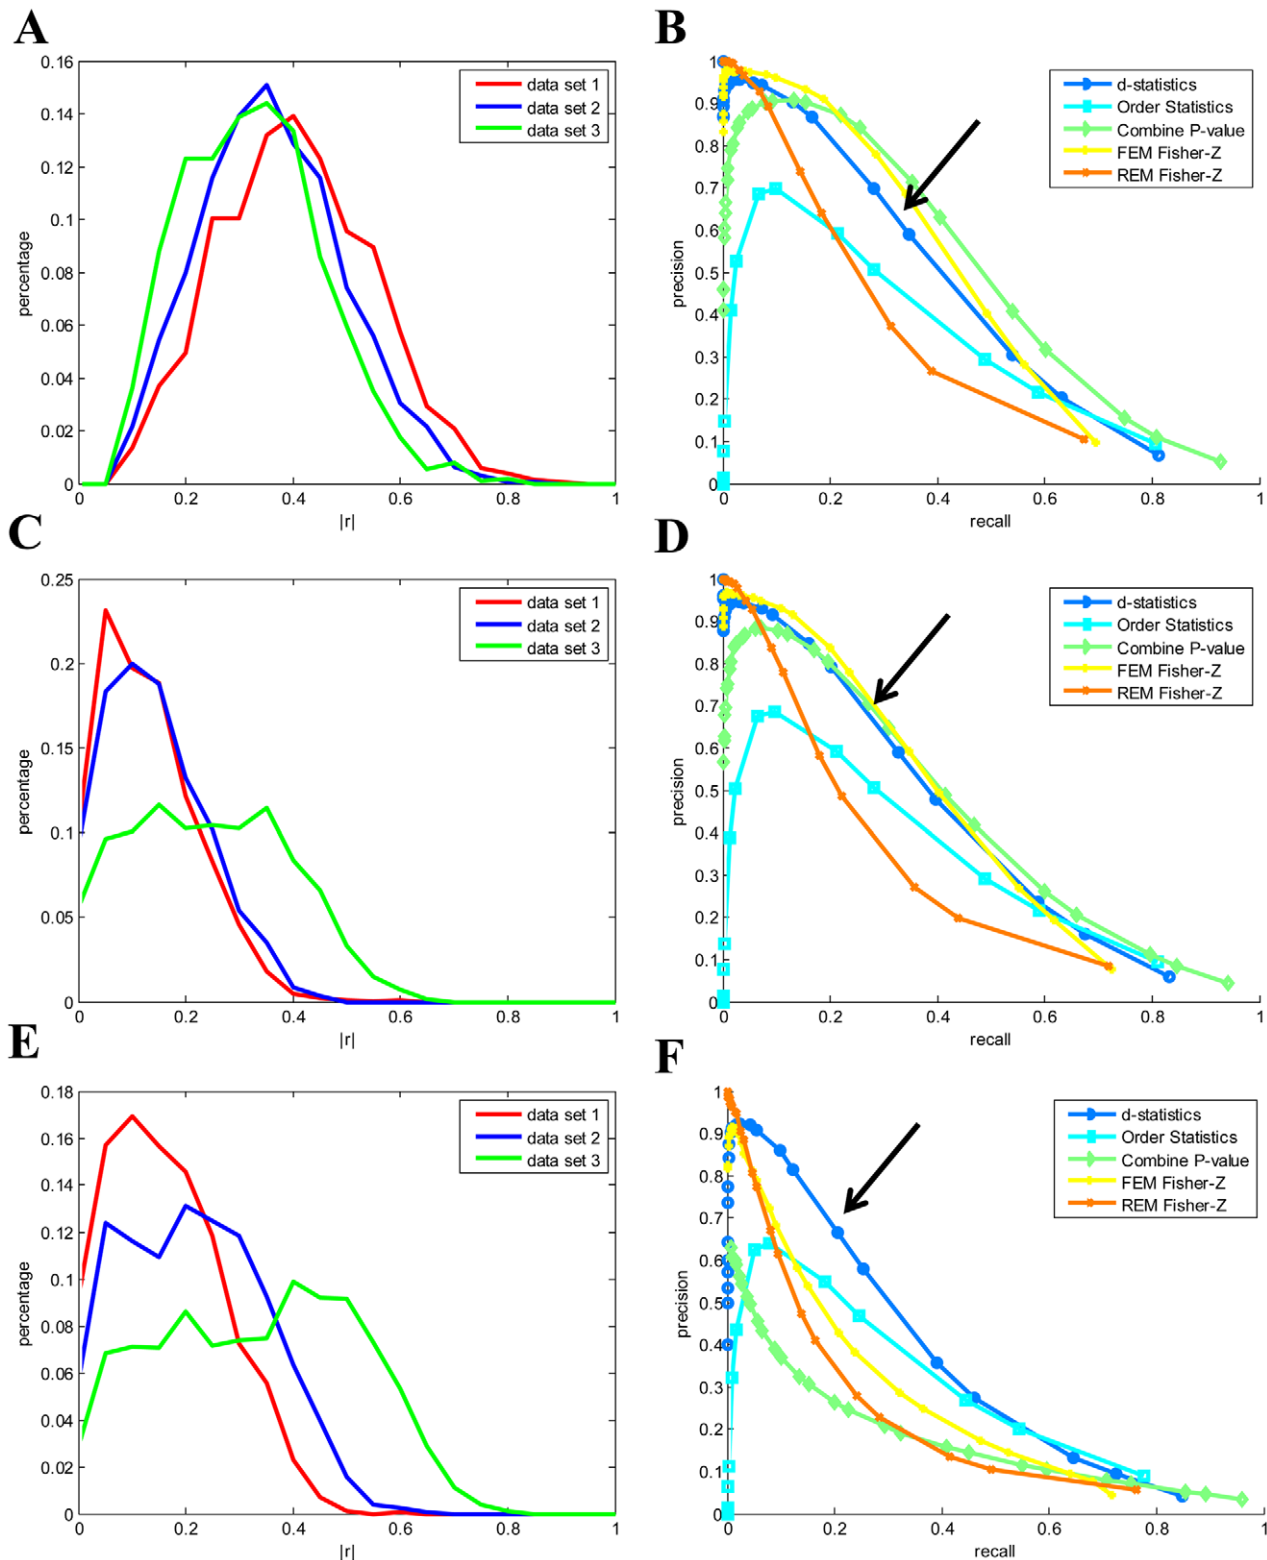 A
B
0.16
0.14
0.12
0.1
0.08
0.06
0.04
0.02
0
percentage
0 0.2 0.4 0.6 0.8 1
|r|
data set 1
data set 2
data set 3
1
0.9
0.8
0.7
0.6
0.5
0.4
0.3
0.2
0.1
0
precision
0 0.2 0.4 0.6 0.8 1
recall
d-statistics
Order Statistics
Combine P-value
FEM Fisher-Z
REM Fisher-Z
C
D
0.25
0.2
0.15
0.1
0.05
0
percentage
0 0.2 0.4 0.6 0.8 1
|r|
data set 1
data set 2
data set 3
1
0.9
0.8
0.7
0.6
0.5
0.4
0.3
0.2
0.1
0
precision
0 0.2 0.4 0.6 0.8 1
recall
d-statistics
Order Statistics
Combine P-value
FEM Fisher-Z
REM Fisher-Z
E
F
0.18
0.16
0.14
0.12
0.1
0.08
0.06
0.04
0.02
0
percentage
0 0.2 0.4 0.6 0.8 1
|r|
data set 1
data set 2
data set 3
1
0.9
0.8
0.7
0.6
0.5
0.4
0.3
0.2
0.1
0
precision
0 0.2 0.4 0.6 0.8 1
recall
d-statistics
Order Statistics
Combine P-value
FEM Fisher-Z
REM Fisher-Z